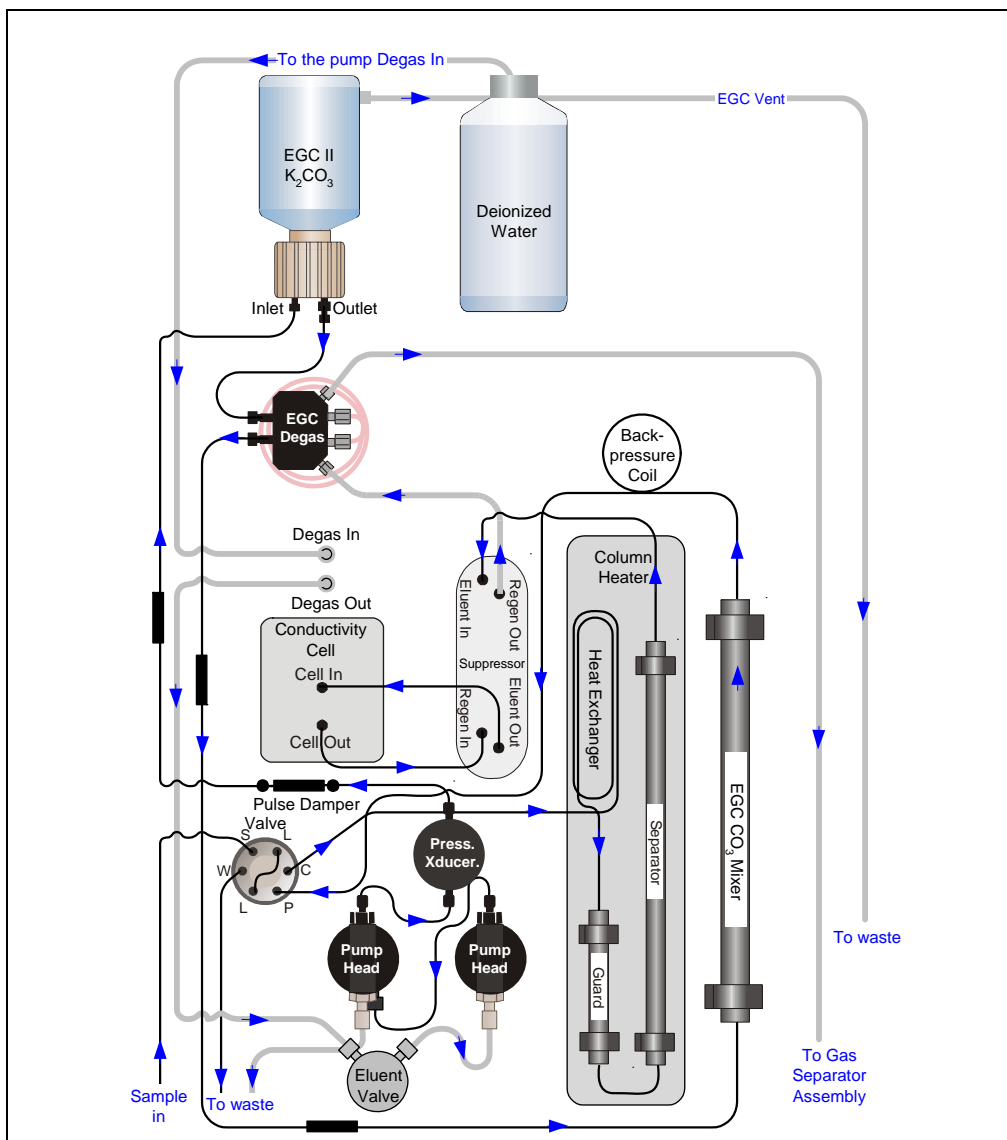 To the pump Degas In
EGC Vent
EGC II
K₂CO₃
Deionized
Water
Inlet
Outlet
EGC
Degas
Back-
pressure
Coil
Degas In
Degas Out
Column
Heater
Eluent In
Regen Out
Suppressor
Regen In
Eluent Out
Conductivity
Cell
Cell In
Cell Out
Heat Exchanger
Separator
Guard
EGC CO₃ Mixer
Pulse Damper
Valve
S
L
W
C
L
P
Press.
Xducer.
Pump
Head
Pump
Head
Eluent
Valve
Sample
in
To waste
To waste
To Gas
Separator
Assembly